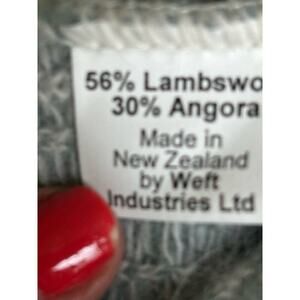 56% Lambswo
30% Angora
Made in
New Zealand
by Weft
Industries Ltd